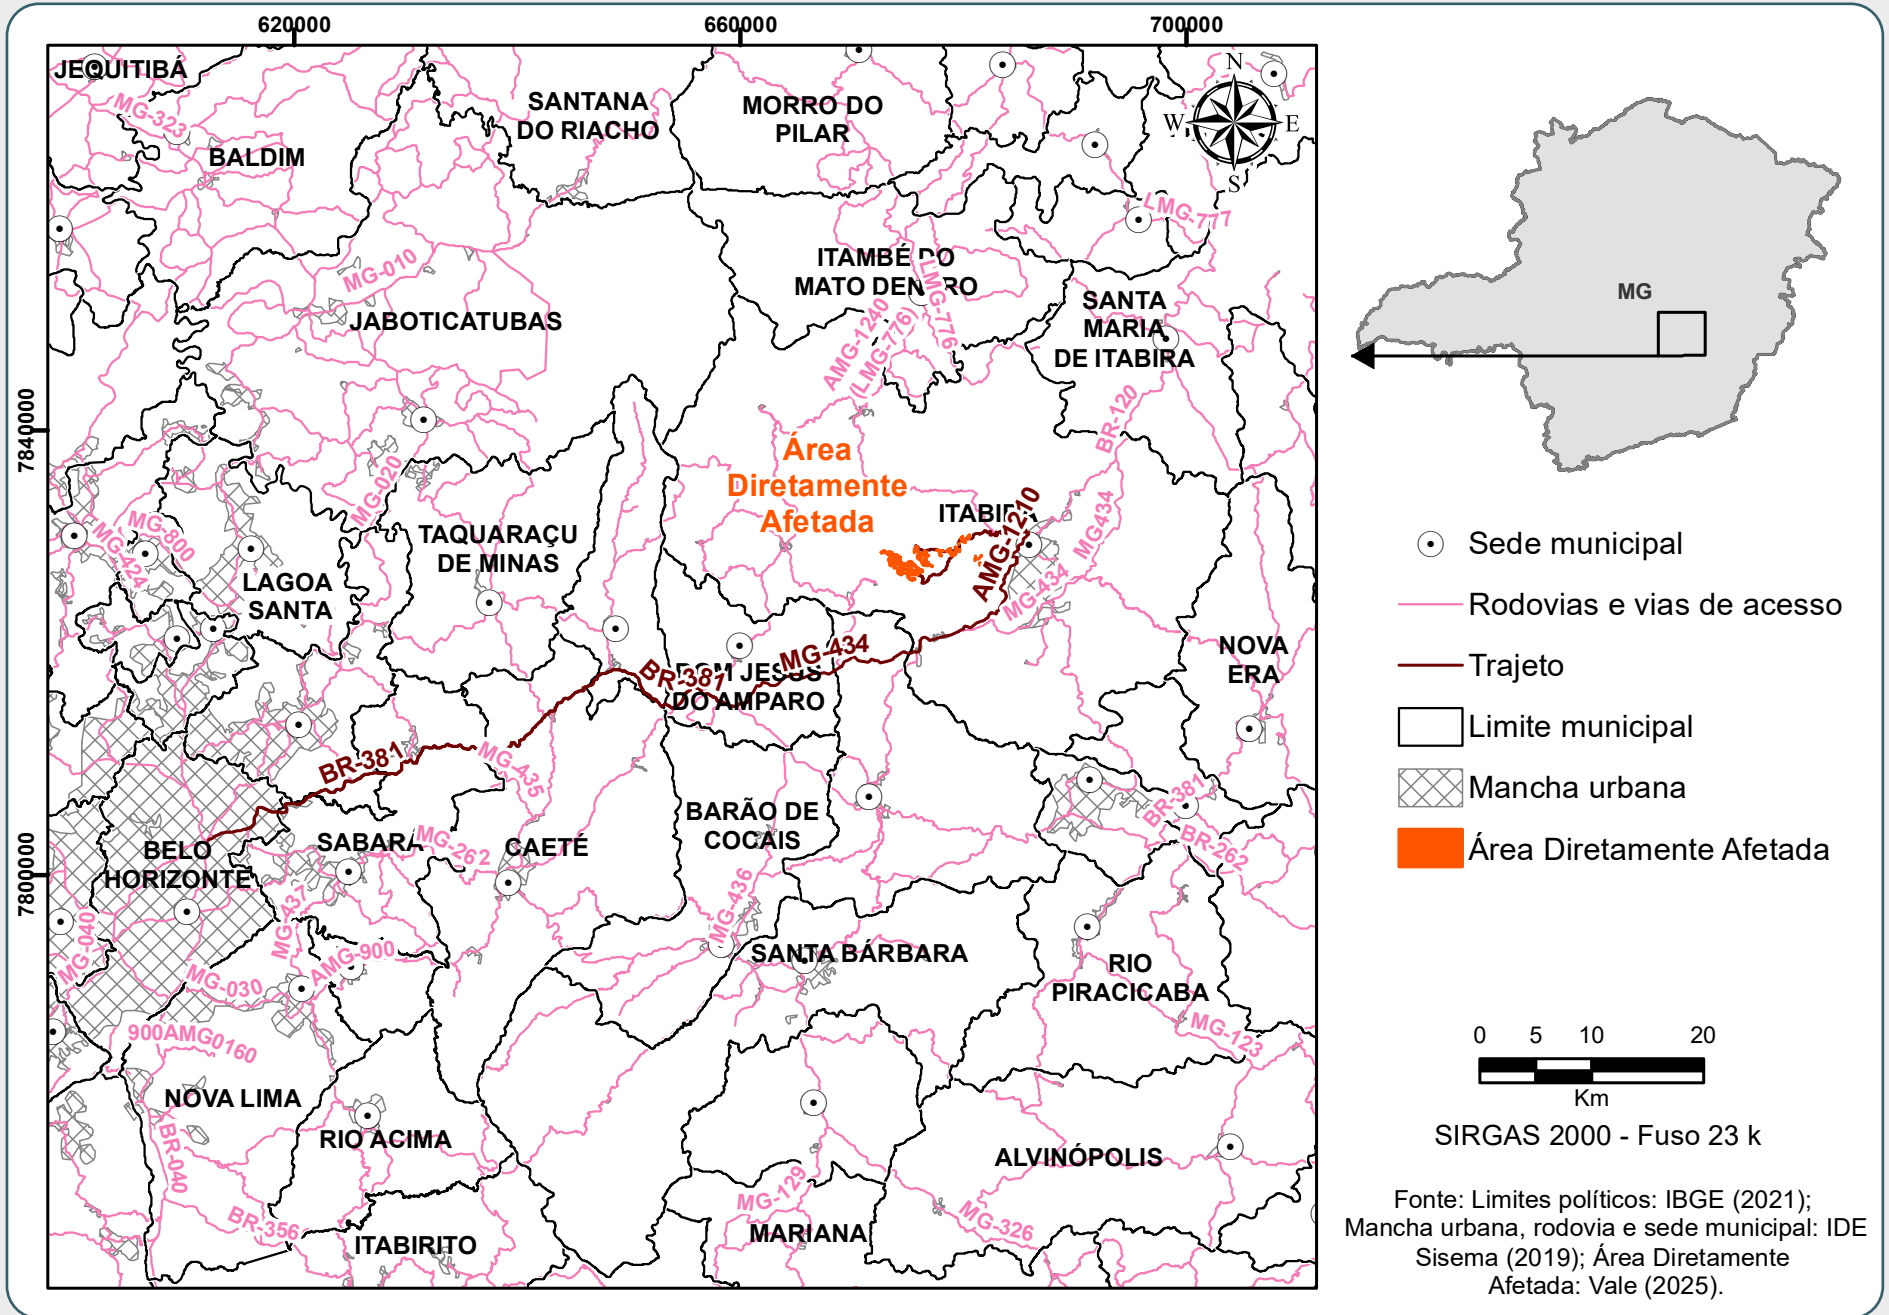 620000
660000
700000
7840000
7800000
JEQUITIBÁ
MG-323
BALDIM
SANTANA
DO RIACHO
MORRO DO
PILAR
N
W
E
S
LMG-777
MG-010
JABOTICATUBAS
ITAMBÉ DO
MATO DENTRO
LMG-776
AMG-1240
(LMG-776)
SANTA
MARIA
DE ITABIRA
BR-120
MG-020
Área
Diretamente
Afetada
ITABIRA
AMG-1210
MG434
MG-434
MG-800
MG-424
LAGOA
SANTA
TAQUARAÇU
DE MINAS
NOVA
ERA
BR-381
DOM JESUS
DO AMPARO
MG-434
BR-381
MG-435
BELO
HORIZONTE
SABARÁ
MG-262
CAETÉ
BARÃO DE
COCAIS
BR-381
BR-262
MG-437
MG-436
MG-040
MG-030
AMG-900
SANTA BÁRBARA
RIO
PIRACICABA
MG-123
900AMG0160
NOVA LIMA
BR-040
RIO ACIMA
ALVINÓPOLIS
MG-129
MG-326
BR-356
ITABIRITO
MARIANA
MG
Sede municipal
Rodovias e vias de acesso
Trajeto
Limite municipal
Mancha urbana
Área Diretamente Afetada
0 5 10 20
Km
SIRGAS 2000 - Fuso 23 k
Fonte: Limites políticos: IBGE (2021);
Mancha urbana, rodovia e sede municipal: IDE
Sisema (2019); Área Diretamente
Afetada: Vale (2025).